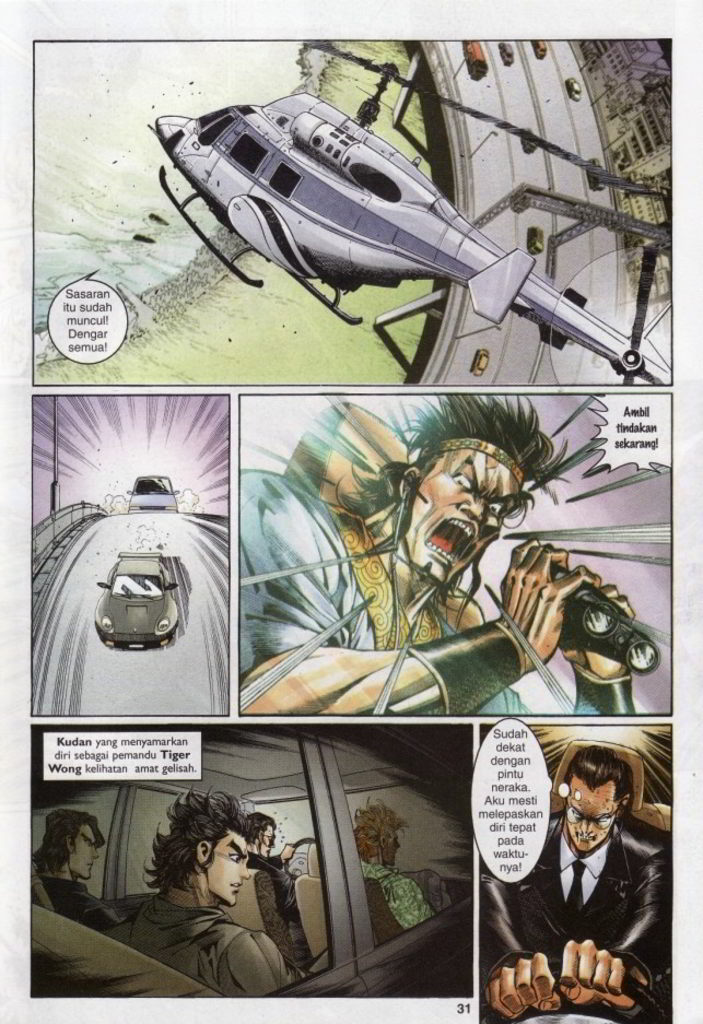 Sasaran
itu sudah
muncul!
Dengar
semua!
Ambil
tindakan
sekarang!
Kudan yang menyamarkan
diri sebagai pemandu Tiger
Wong kelihatan amat gelisah.
Sudah
dekat
dengan
pintu
neraka.
Aku mesti
melepaskan
diri tepat
pada
waktu-
nya!
31